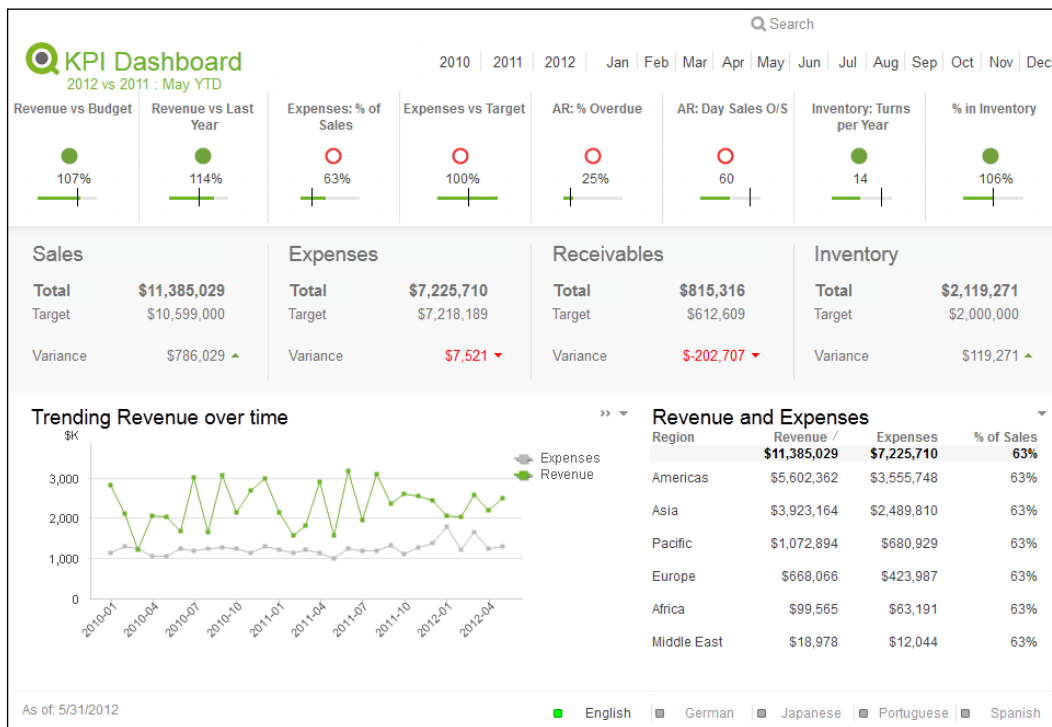 Search
KPI Dashboard
2012 vs 2011 : May YTD
2010 2011 2012 Jan Feb Mar Apr May Jun Jul Aug Sep Oct Nov Dec
Revenue vs Budget
107%
Revenue vs Last
Year
114%
Expenses: % of
Sales
63%
Expenses vs Target
100%
AR: % Overdue
25%
AR: Day Sales O/S
60
Inventory: Turns
per Year
14
% in Inventory
106%
Sales
Total $11,385,029
Target $10,599,000
Variance $786,029
Expenses
Total $7,225,710
Target $7,218,189
Variance $7,521
Receivables
Total $815,316
Target $612,609
Variance $-202,707
Inventory
Total $2,119,271
Target $2,000,000
Variance $119,271
Trending Revenue over time
$K
3,000
2,000
1,000
0
2010-01 2010-04 2010-07 2010-10 2011-01 2011-04 2011-07 2011-10 2012-01 2012-04
Expenses
Revenue
Revenue and Expenses
Region Revenue / Expenses % of Sales
$11,385,029 $7,225,710 63%
Americas $5,602,362 $3,555,748 63%
Asia $3,923,164 $2,489,810 63%
Pacific $1,072,894 $680,929 63%
Europe $668,066 $423,987 63%
Africa $99,565 $63,191 63%
Middle East $18,978 $12,044 63%
As of: 5/31/2012
English German Japanese Portuguese Spanish